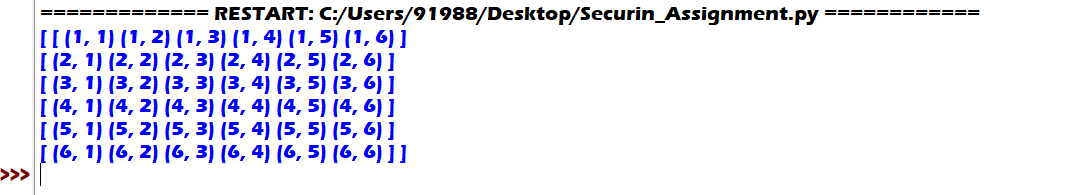 ============= RESTART: C:/Users/91988/Desktop/Securin_Assignment.py ============
[ [ (1, 1) (1, 2) (1, 3) (1, 4) (1, 5) (1, 6) ]
[ (2, 1) (2, 2) (2, 3) (2, 4) (2, 5) (2, 6) ]
[ (3, 1) (3, 2) (3, 3) (3, 4) (3, 5) (3, 6) ]
[ (4, 1) (4, 2) (4, 3) (4, 4) (4, 5) (4, 6) ]
[ (5, 1) (5, 2) (5, 3) (5, 4) (5, 5) (5, 6) ]
[ (6, 1) (6, 2) (6, 3) (6, 4) (6, 5) (6, 6) ] ]
>>>